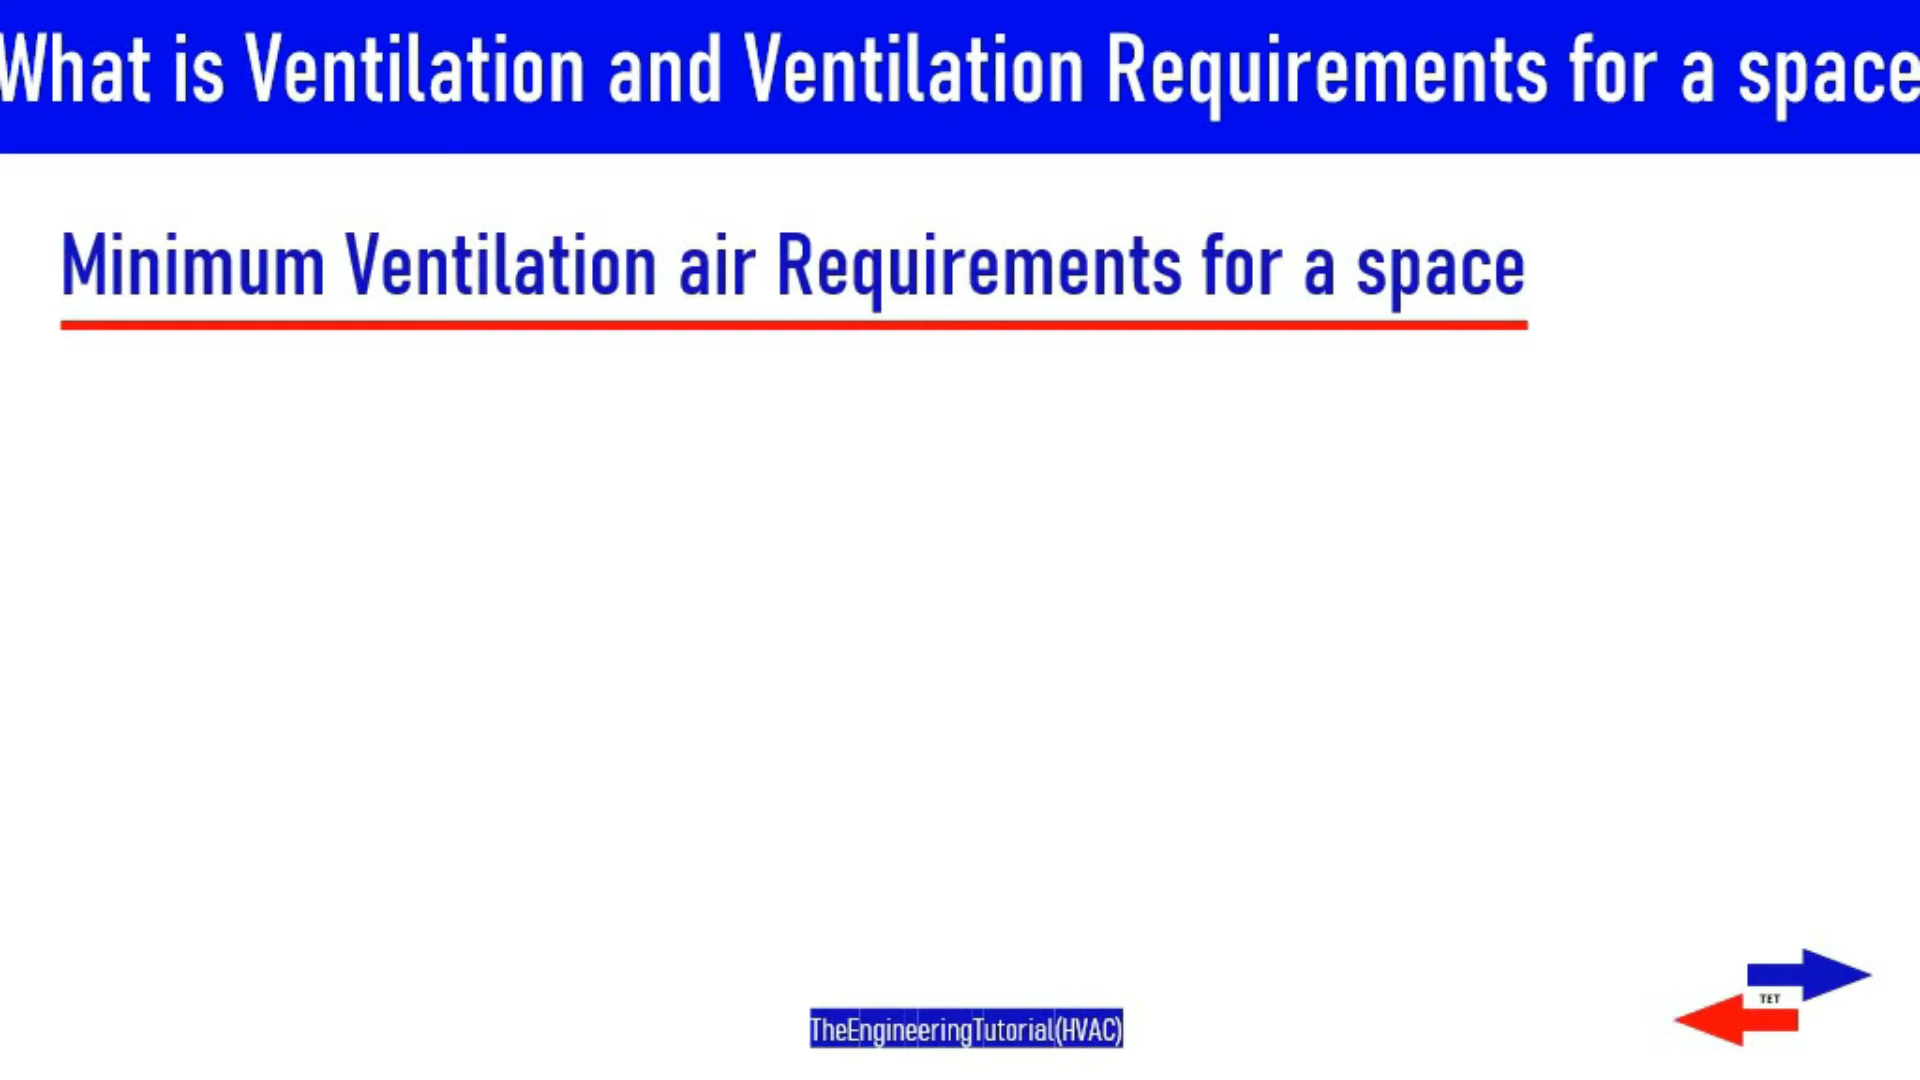 What is Ventilation and Ventilation Requirements for a space
Minimum Ventilation air Requirements for a space
TET
TheEngineeringTutorial(HVAC)